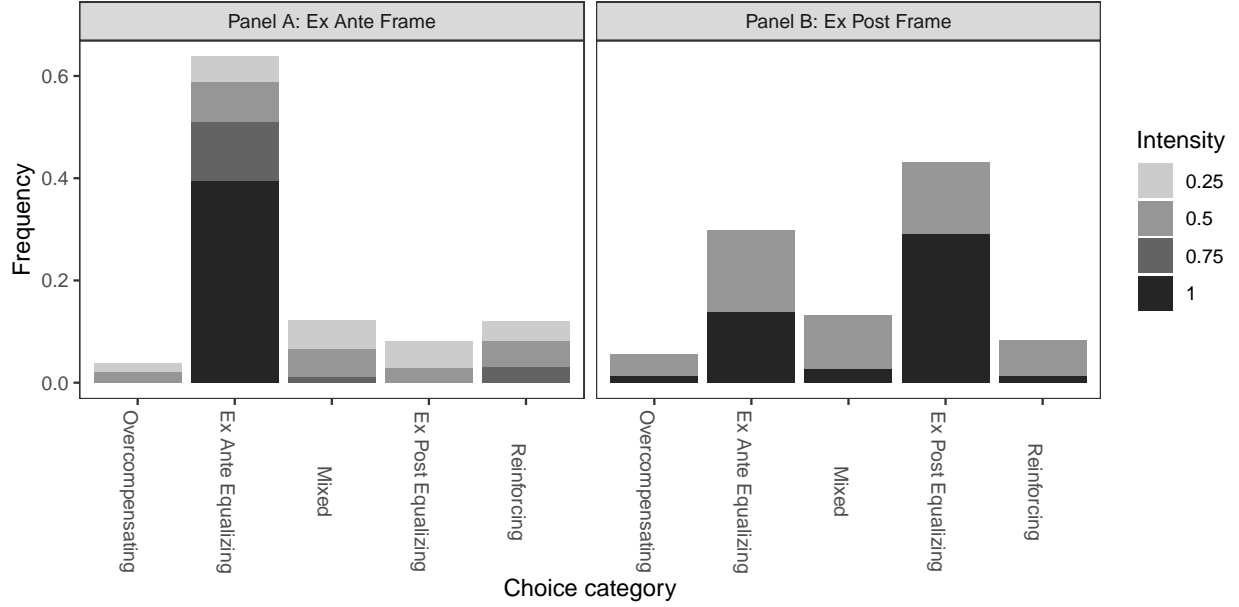 Panel A: Ex Ante Frame
Panel B: Ex Post Frame
Frequency
0.6
0.4
0.2
0.0
Overcompensating
Ex Ante Equalizing
Mixed
Ex Post Equalizing
Reinforcing
Overcompensating
Ex Ante Equalizing
Mixed
Ex Post Equalizing
Reinforcing
Choice category
Intensity
0.25
0.5
0.75
1